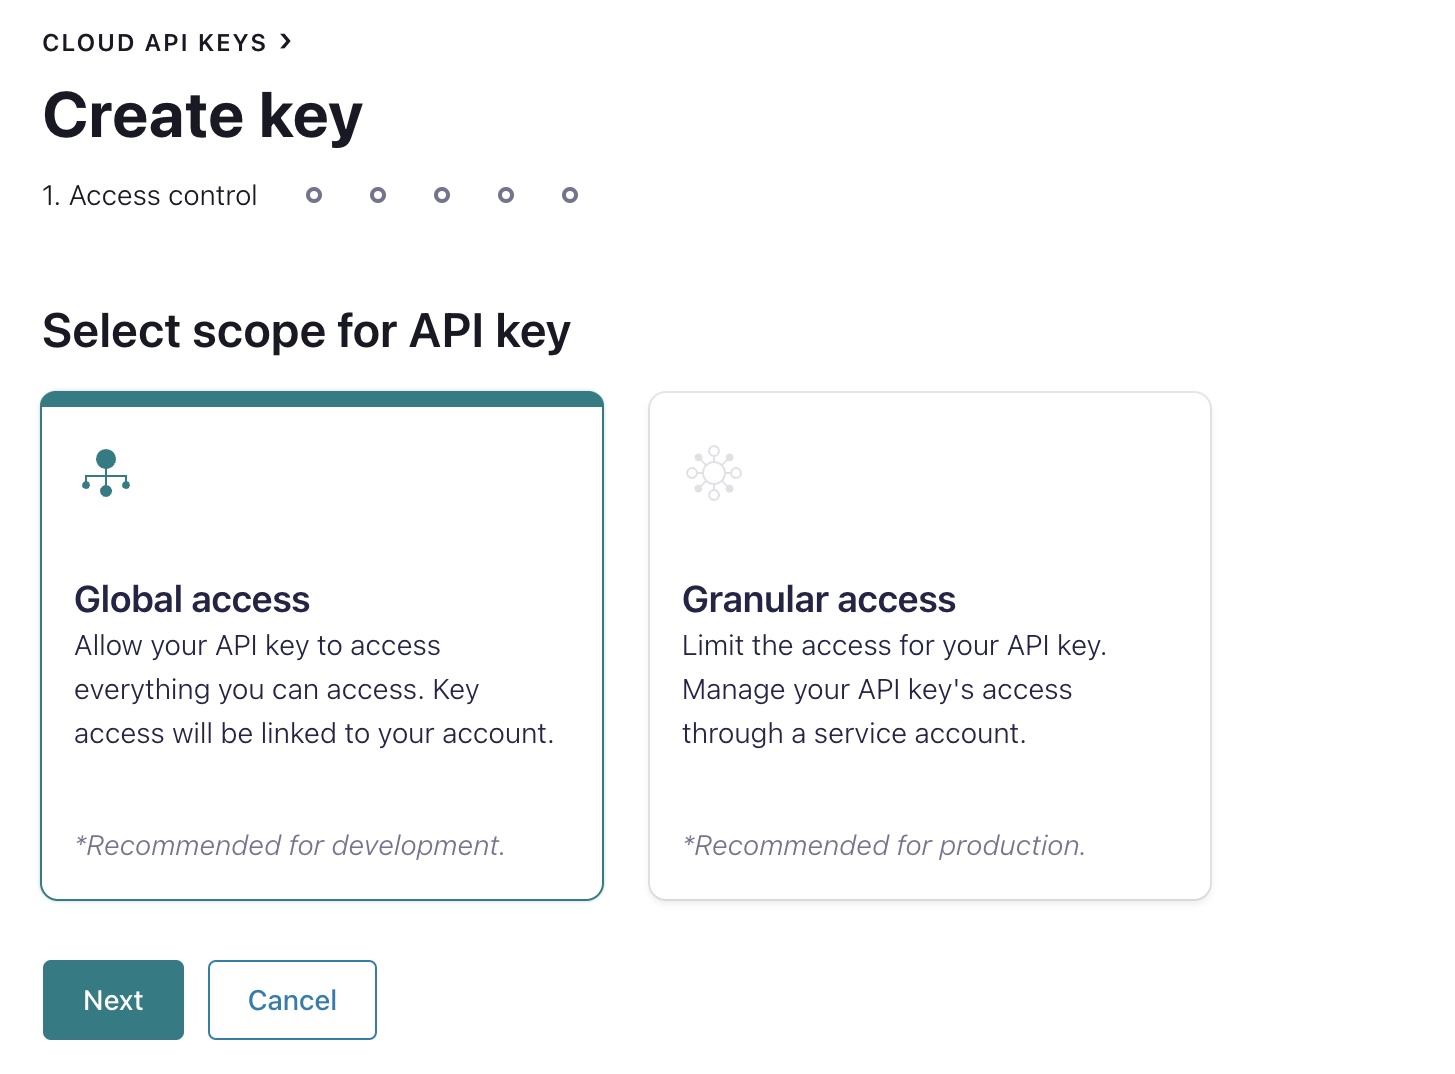 CLOUD API KEYS ›
Create key
1. Access control
Select scope for API key
Global access
Allow your API key to access
everything you can access. Key
access will be linked to your account.
*Recommended for development.
Granular access
Limit the access for your API key.
Manage your API key's access
through a service account.
*Recommended for production.
Next
Cancel